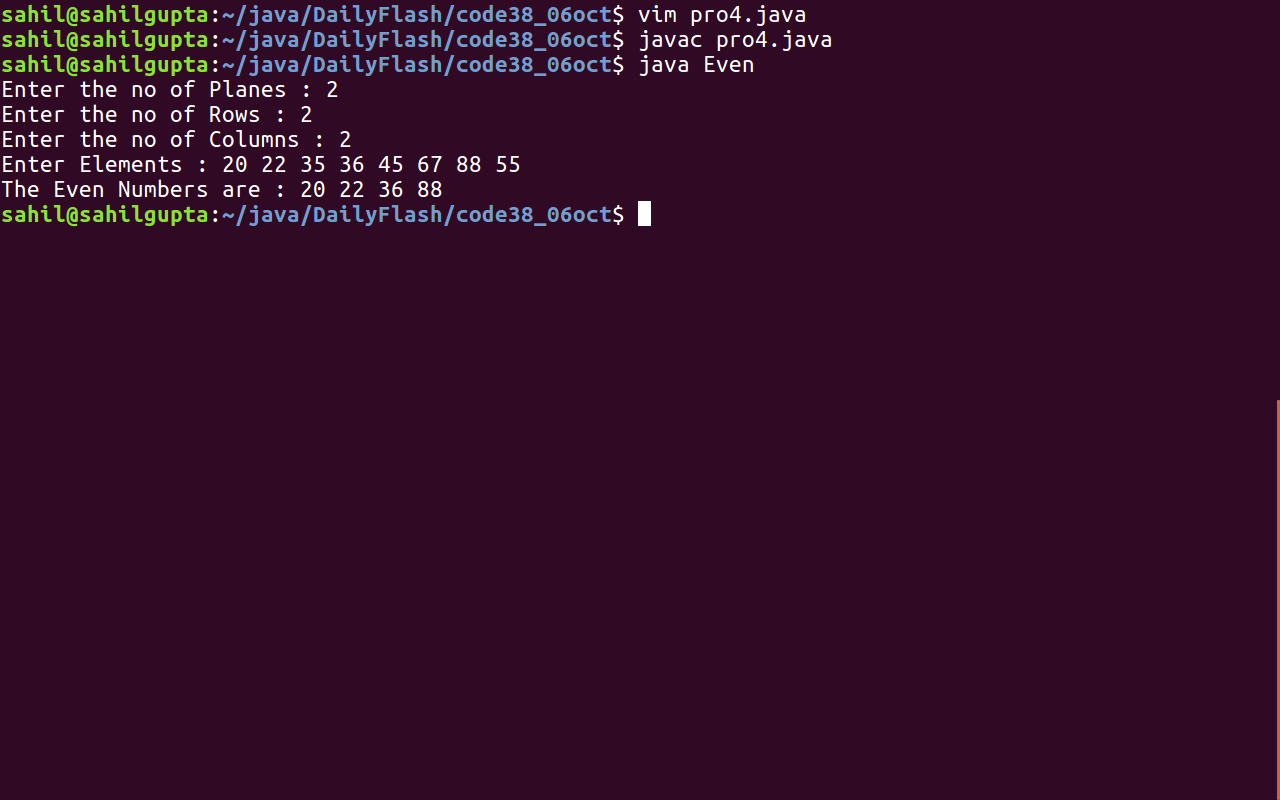 sahil@sahilgupta:~/java/DailyFlash/code38_06oct$ vim pro4.java
sahil@sahilgupta:~/java/DailyFlash/code38_06oct$ javac pro4.java
sahil@sahilgupta:~/java/DailyFlash/code38_06oct$ java Even
Enter the no of Planes : 2
Enter the no of Rows : 2
Enter the no of Columns : 2
Enter Elements : 20 22 35 36 45 67 88 55
The Even Numbers are : 20 22 36 88
sahil@sahilgupta:~/java/DailyFlash/code38_06oct$